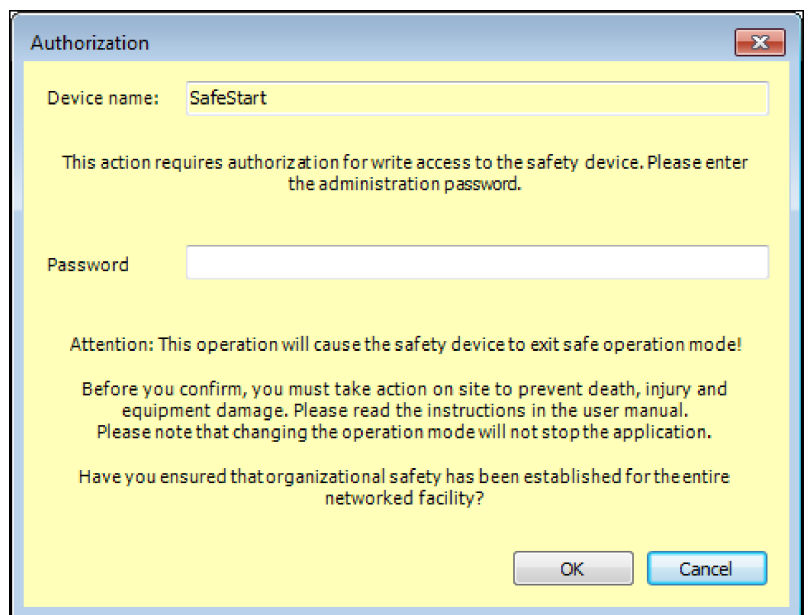 Authorization
Device name: SafeStart
This action requires authorization for write access to the safety device. Please enter
the administration password.
Password
Attention: This operation will cause the safety device to exit safe operation mode!
Before you confirm, you must take action on site to prevent death, injury and
equipment damage. Please read the instructions in the user manual.
Please note that changing the operation mode will not stop the application.
Have you ensured that organizational safety has been established for the entire
networked facility?
OK Cancel